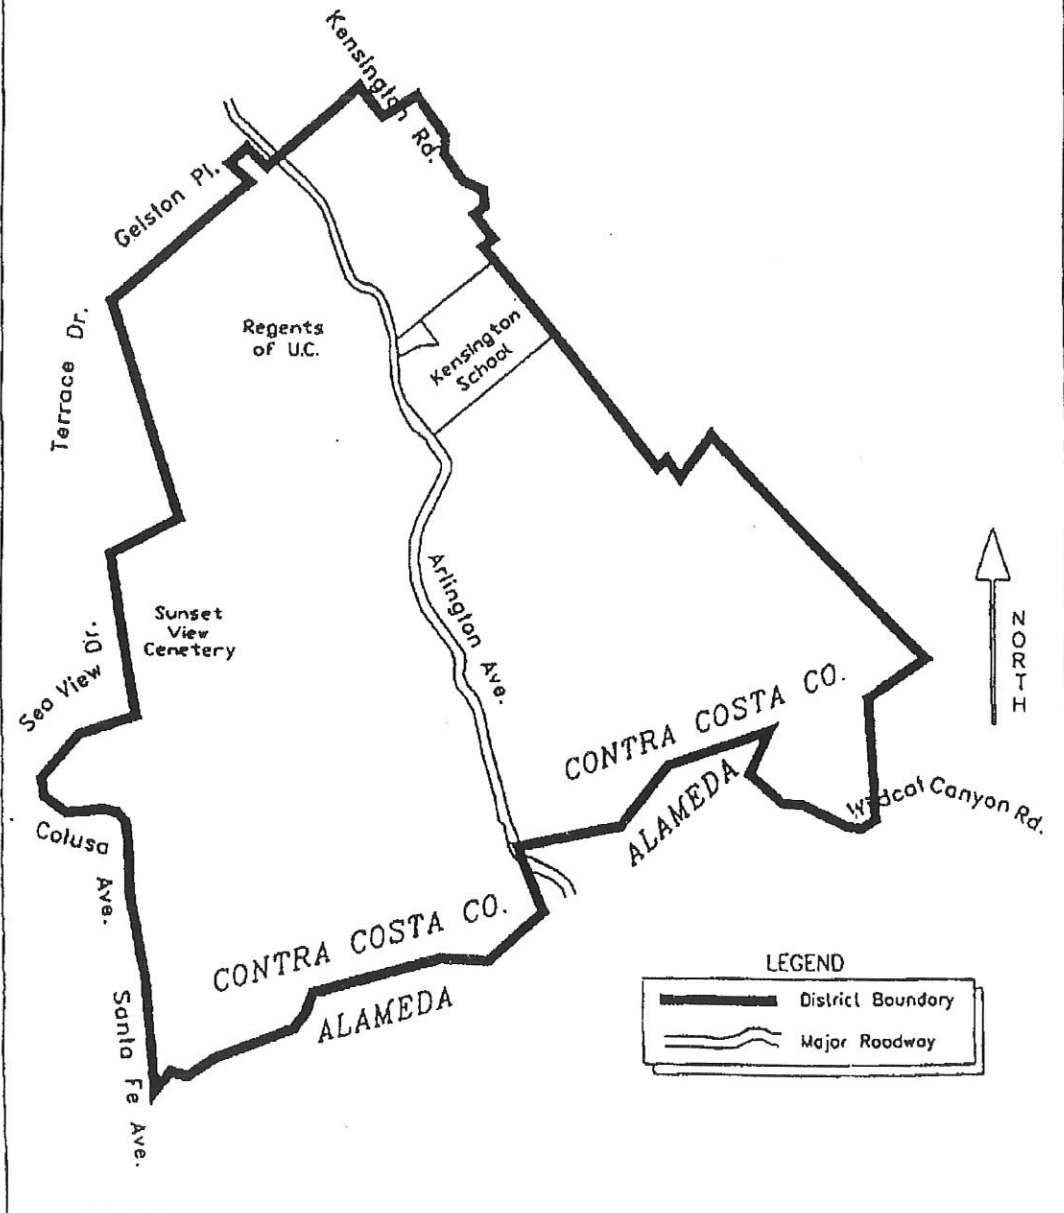 Kensington Rd.
Gelston Pl.
Terrace Dr.
Regents
of U.C.
Kensington
School
Arlington Ave.
Sunset
View
Cemetery
Sea View Dr.
NORTH
CONTRA COSTA CO.
ALAMEDA
Wildcat Canyon Rd.
Colusa Ave.
CONTRA COSTA CO.
ALAMEDA
Santa Fe Ave.
LEGEND
District Boundary
Major Roadway